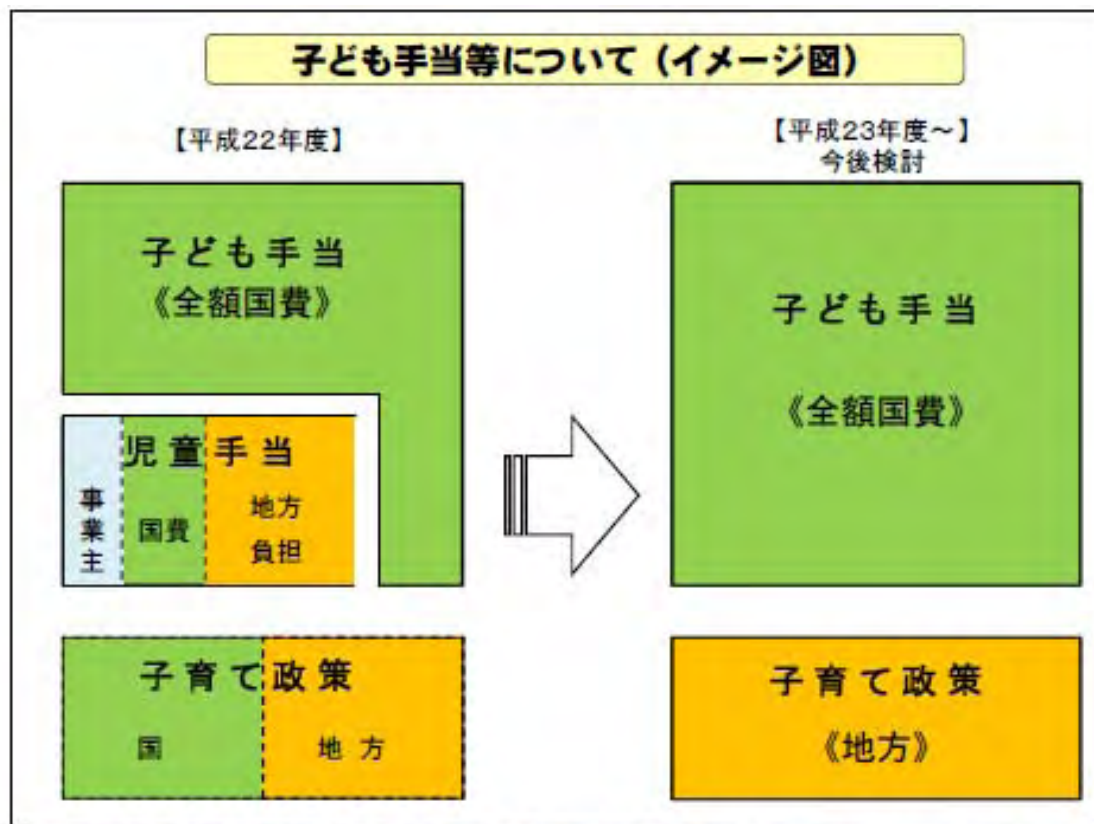 子ども手当等について（イメージ図）
【平成22年度】
子ども手当
《全額国費》
児童手当
事業主
国費
地方
負担
子育て政策
国
地方
【平成23年度～】
今後検討
子ども手当
《全額国費》
子育て政策
《地方》